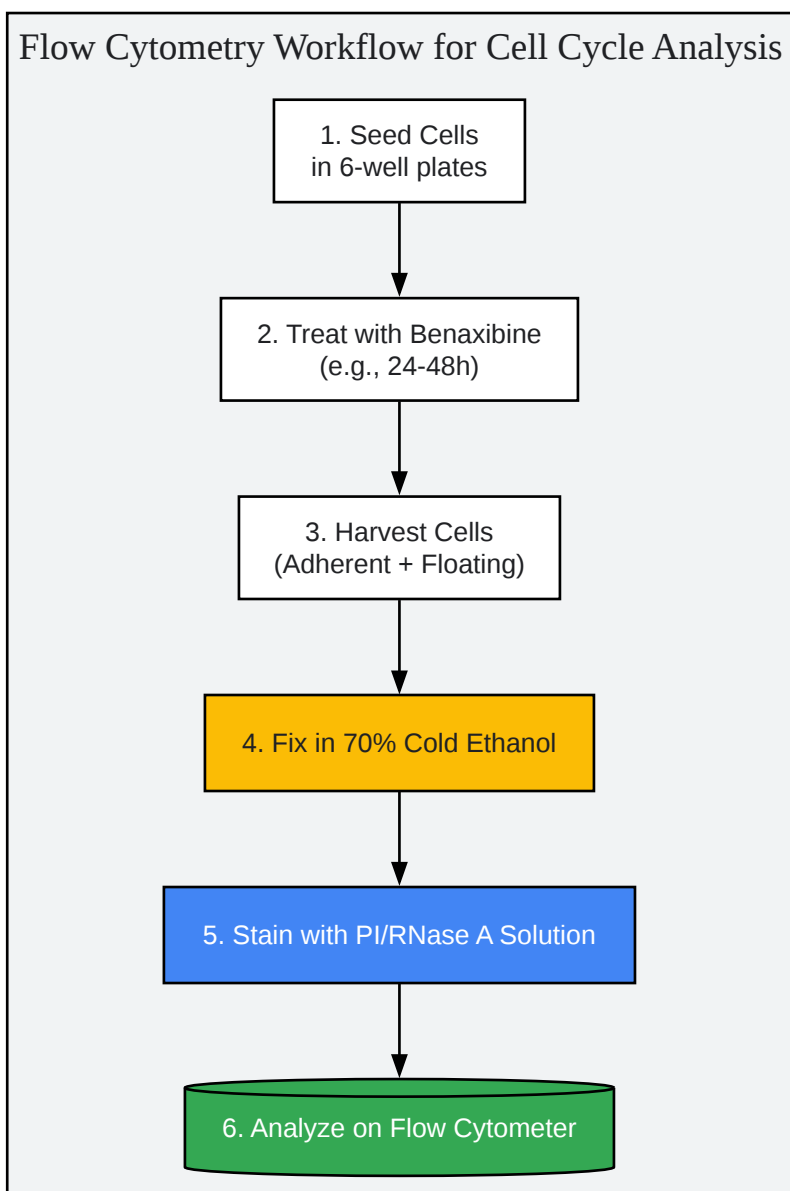 Flow Cytometry Workflow for Cell Cycle Analysis
1. Seed Cells
in 6-well plates
2. Treat with Benaxibine
(e.g., 24-48h)
3. Harvest Cells
(Adherent + Floating)
4. Fix in 70% Cold Ethanol
5. Stain with PI/RNase A Solution
6. Analyze on Flow Cytometer